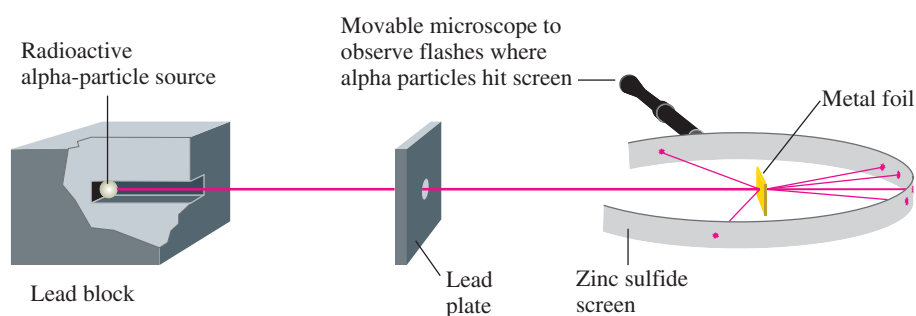 Radioactive
alpha-particle source
Movable microscope to
observe flashes where
alpha particles hit screen
Metal foil
Lead block
Lead
plate
Zinc sulfide
screen